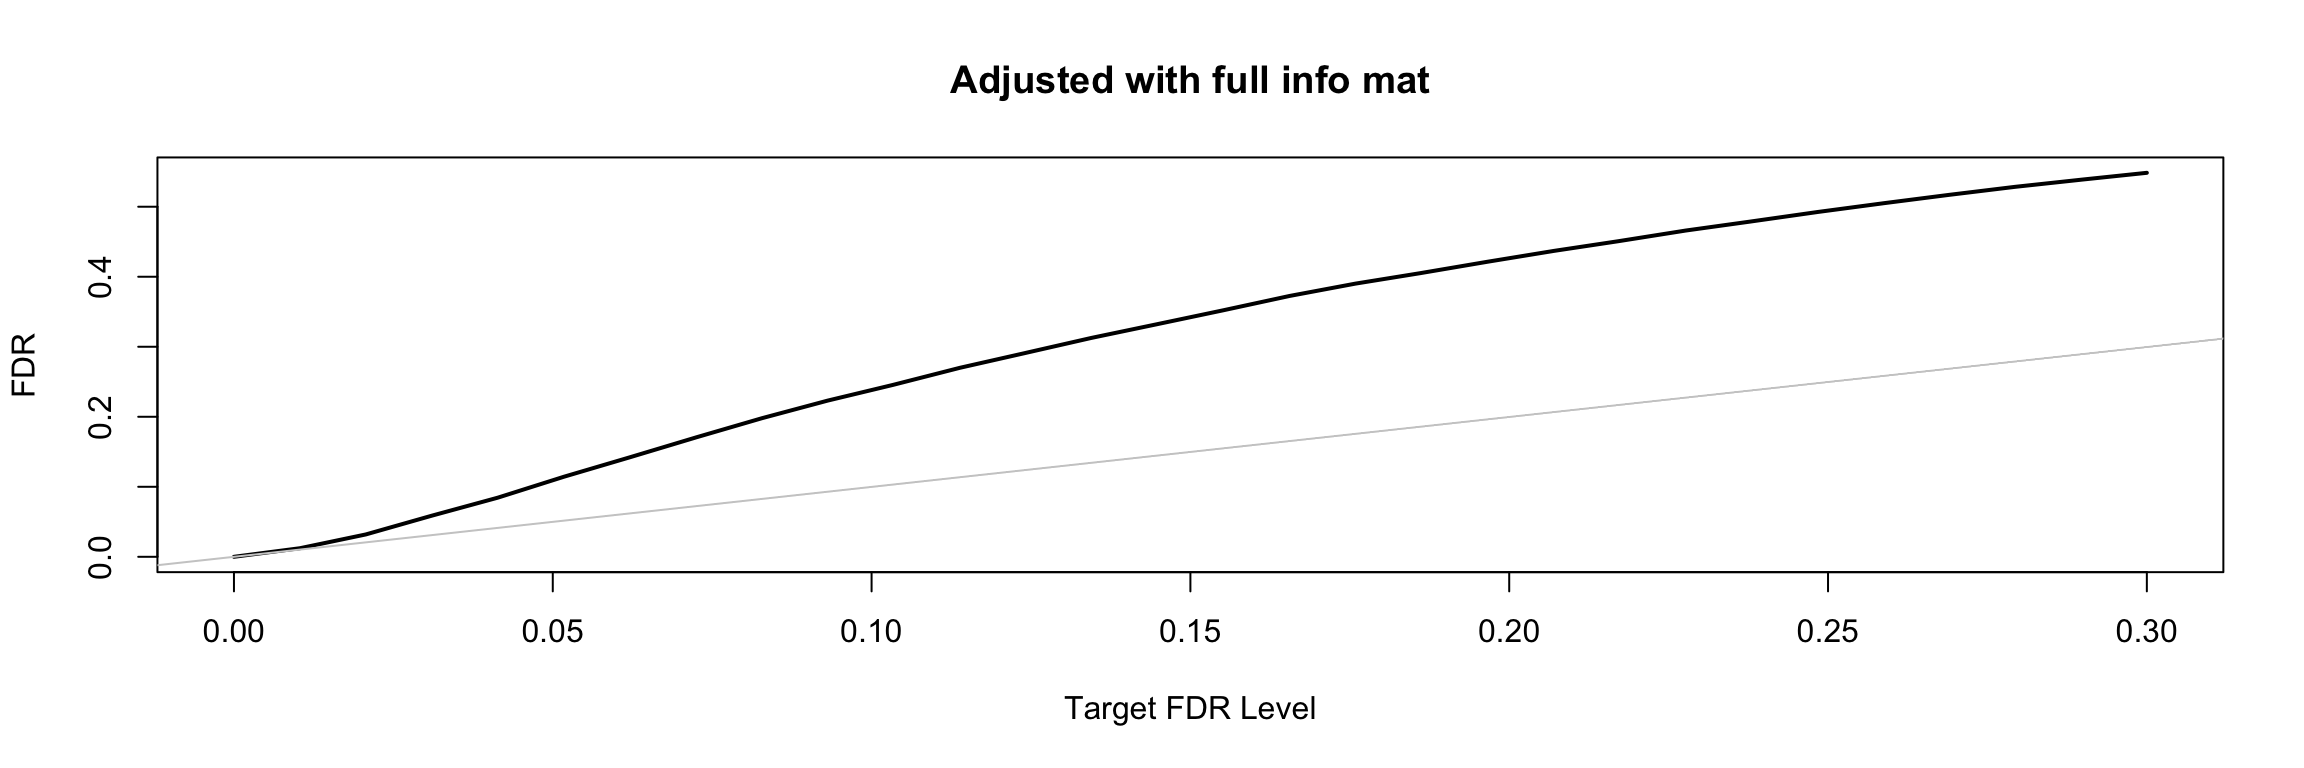 Adjusted with full info mat
FDR
0.4
0.2
0.0
0.00 0.05 0.10 0.15 0.20 0.25 0.30
Target FDR Level